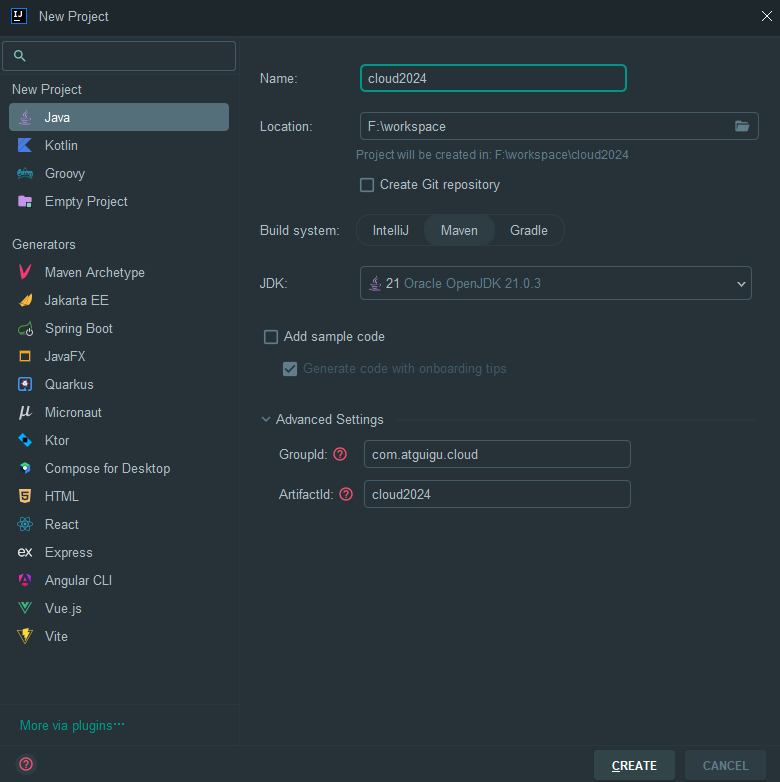 New Project
New Project
Java
Kotlin
Groovy
Empty Project
Generators
Maven Archetype
Jakarta EE
Spring Boot
JavaFX
Quarkus
Micronaut
Ktor
Compose for Desktop
HTML
React
Express
Angular CLI
Vue.js
Vite
More via plugins...
Name: cloud2024
Location: F:\workspace
Project will be created in: F:\workspace\cloud2024
Create Git repository
Build system: IntelliJ Maven Gradle
JDK: 21 Oracle OpenJDK 21.0.3
Add sample code
Generate code with onboarding tips
Advanced Settings
GroupId: com.atguigu.cloud
ArtifactId: cloud2024
CREATE CANCEL